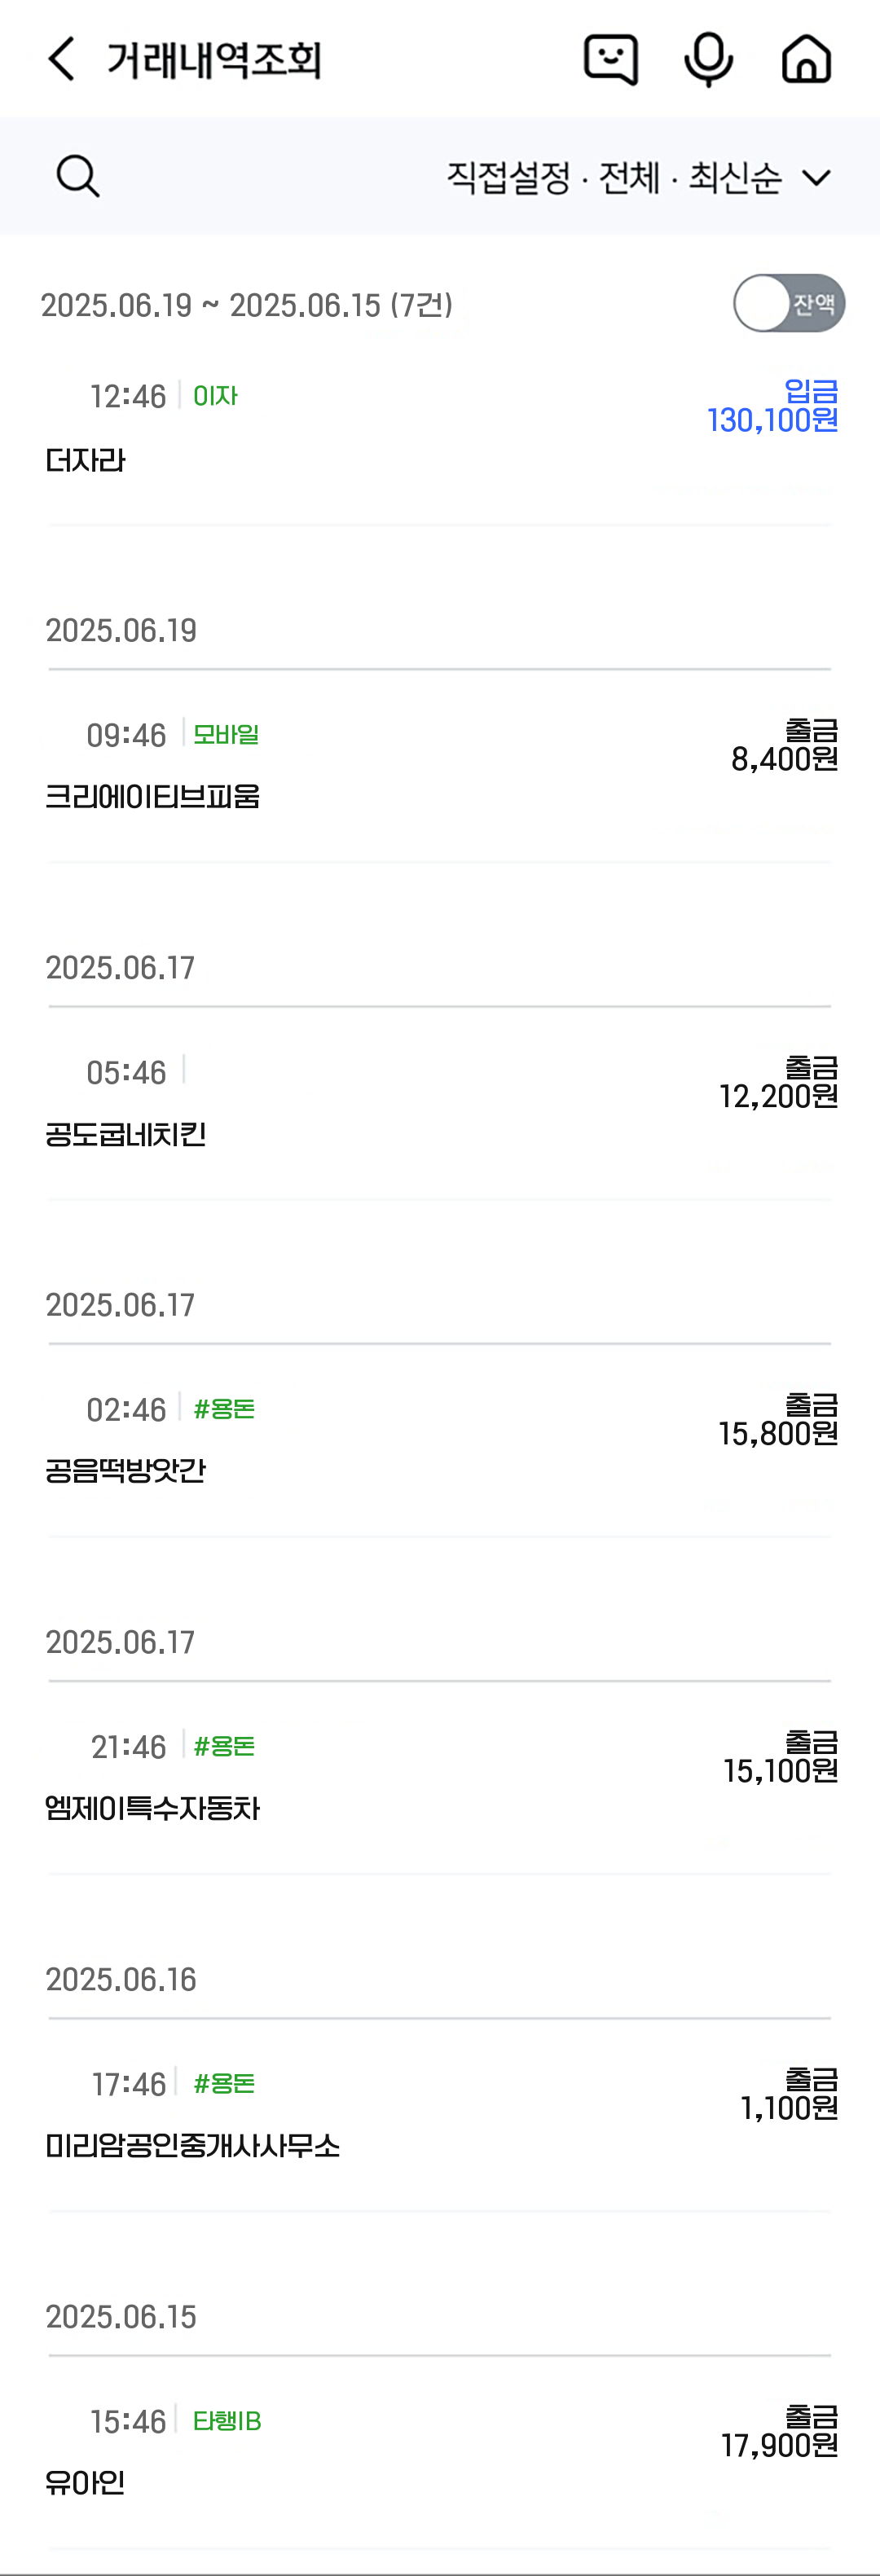 거래내역조회
직접설정 · 전체 · 최신순
2025.06.19 ~ 2025.06.15 (7건)
잔액
12:46 이자
입금
130,100원
더자라
2025.06.19
09:46 모바일
출금
8,400원
크리에이티브피움
2025.06.17
05:46
출금
12,200원
공도굽네치킨
2025.06.17
02:46 #용돈
출금
15,800원
공음떡방앗간
2025.06.17
21:46 #용돈
출금
15,100원
엠제이특수자동차
2025.06.16
17:46 #용돈
출금
1,100원
미리암공인중개사사무소
2025.06.15
15:46 타행IB
출금
17,900원
유아인